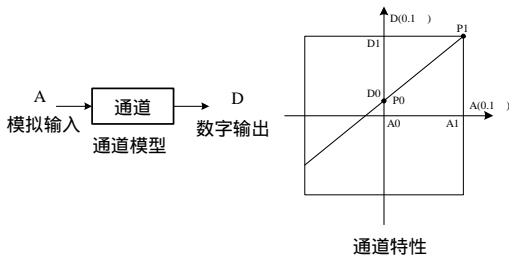 A
模拟输入
通道
通道模型
D
数字输出
D(0.1 )
D1
P1
D0
P0
A(0.1 )
A0
A1
通道特性